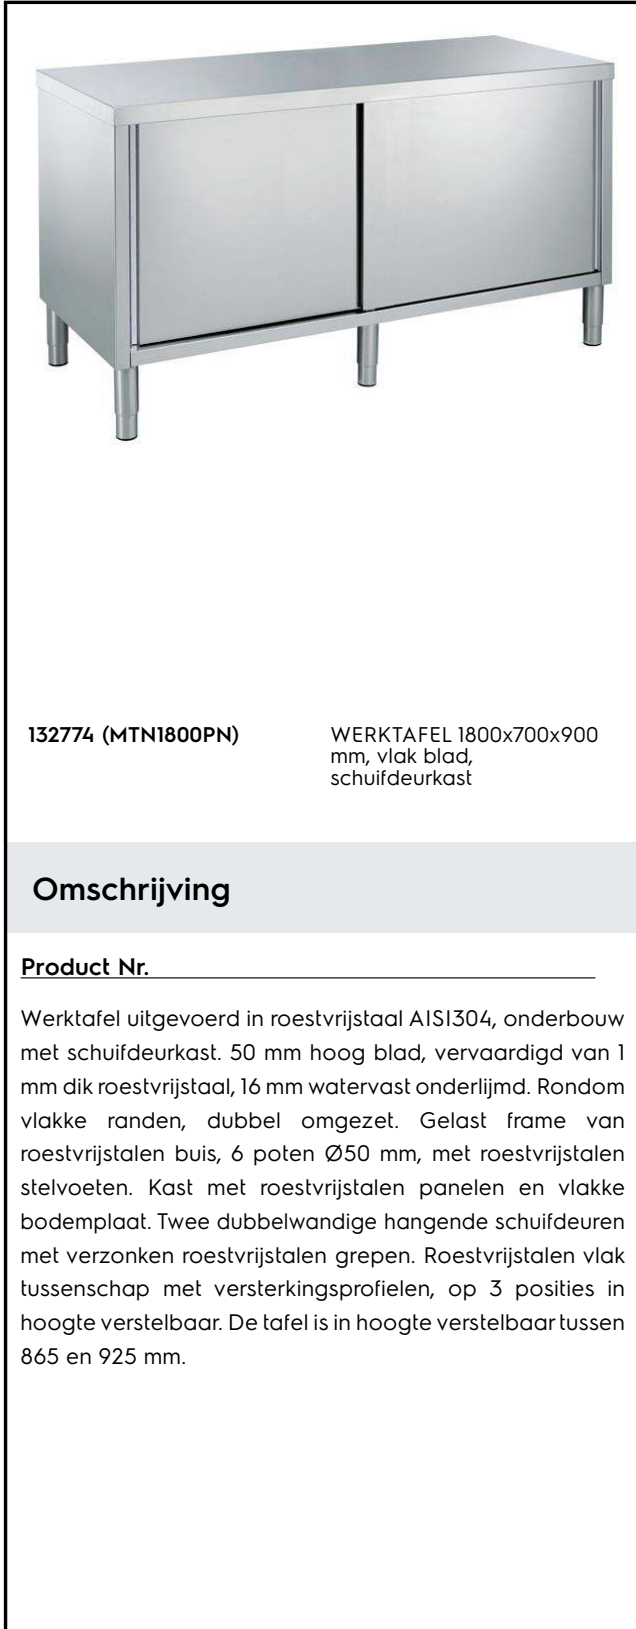 132774 (MTN1800PN)
WERKTAFEL 1800x700x900
mm, vlak blad,
schuifdeurkast
Omschrijving
Product Nr.
Werktafel uitgevoerd in roestvrijstaal AISI304, onderbouw
met schuifdeurkast. 50 mm hoog blad, vervaardigd van 1
mm dik roestvrijstaal, 16 mm watervast onderlijmd. Rondom
vlakke randen, dubbel omgezet. Gelast frame van
roestvrijstalen buis, 6 poten Ø50 mm, met roestvrijstalen
stelvoeten. Kast met roestvrijstalen panelen en vlakke
bodemplaat. Twee dubbelwandige hangende schuifdeuren
met verzonken roestvrijstalen grepen. Roestvrijstalen vlak
tussenschap met versterkingsprofielen, op 3 posities in
hoogte verstelbaar. De tafel is in hoogte verstelbaar tussen
865 en 925 mm.